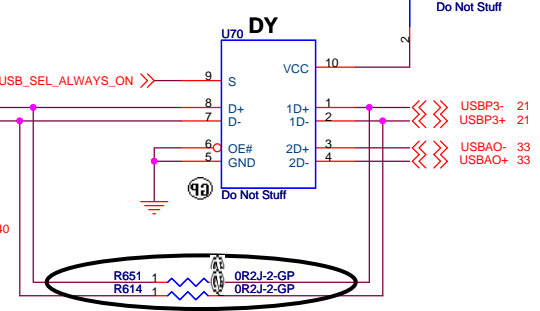 Do Not Stuff
DY
U70
2
VCC 10
USB_SEL_ALWAYS_ON 9 S
8 D+ 1D+ 1 USBP3- 21
7 D- 1D- 2 USBP3+ 21
6 OE# 2D+ 3 USBAO- 33
5 GND 2D- 4 USBAO+ 33
GP
Do Not Stuff
40
R651 1 0R2J-2-GP
R614 1 0R2J-2-GP